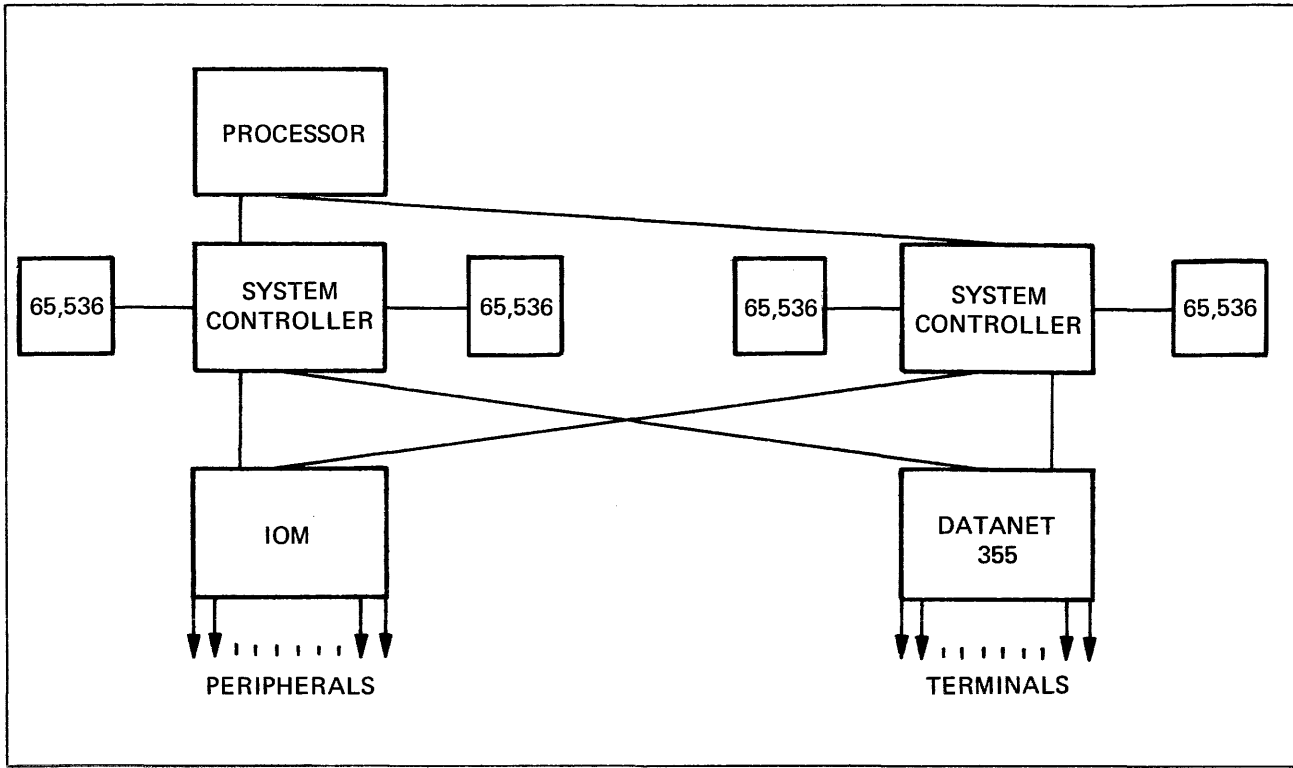 PROCESSOR
65,536
SYSTEM
CONTROLLER
65,536
65,536
SYSTEM
CONTROLLER
65,536
IOM
DATANET
355
PERIPHERALS
TERMINALS